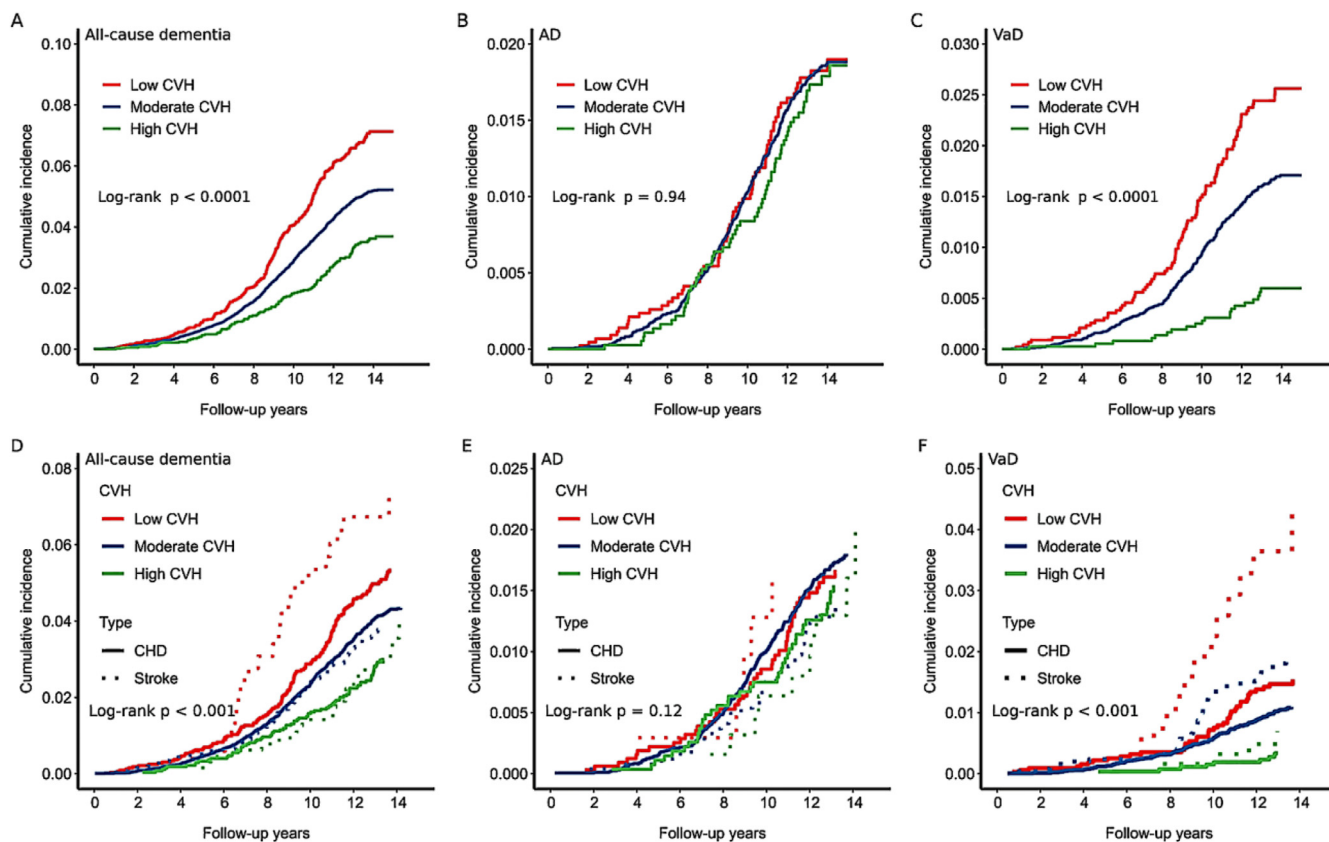 A
All-cause dementia
0.10
0.08
0.06
0.04
0.02
0.00
Cumulative incidence
Low CVH
Moderate CVH
High CVH
Log-rank p < 0.0001
0 2 4 6 8 10 12 14
Follow-up years
B
AD
0.020
0.015
0.010
0.005
0.000
Cumulative incidence
Low CVH
Moderate CVH
High CVH
Log-rank p = 0.94
0 2 4 6 8 10 12 14
Follow-up years
C
VaD
0.030
0.025
0.020
0.015
0.010
0.005
0.000
Cumulative incidence
Low CVH
Moderate CVH
High CVH
Log-rank p < 0.0001
0 2 4 6 8 10 12 14
Follow-up years
D
All-cause dementia
0.08
0.06
0.04
0.02
0.00
Cumulative incidence
CVH
Low CVH
Moderate CVH
High CVH
Type
CHD
Stroke
Log-rank p < 0.001
0 2 4 6 8 10 12 14
Follow-up years
E
AD
0.025
0.020
0.015
0.010
0.005
0.000
Cumulative incidence
CVH
Low CVH
Moderate CVH
High CVH
Type
CHD
Stroke
Log-rank p = 0.12
0 2 4 6 8 10 12 14
Follow-up years
F
VaD
0.05
0.04
0.03
0.02
0.01
0.00
Cumulative incidence
CVH
Low CVH
Moderate CVH
High CVH
Type
CHD
Stroke
Log-rank p < 0.001
0 2 4 6 8 10 12 14
Follow-up years